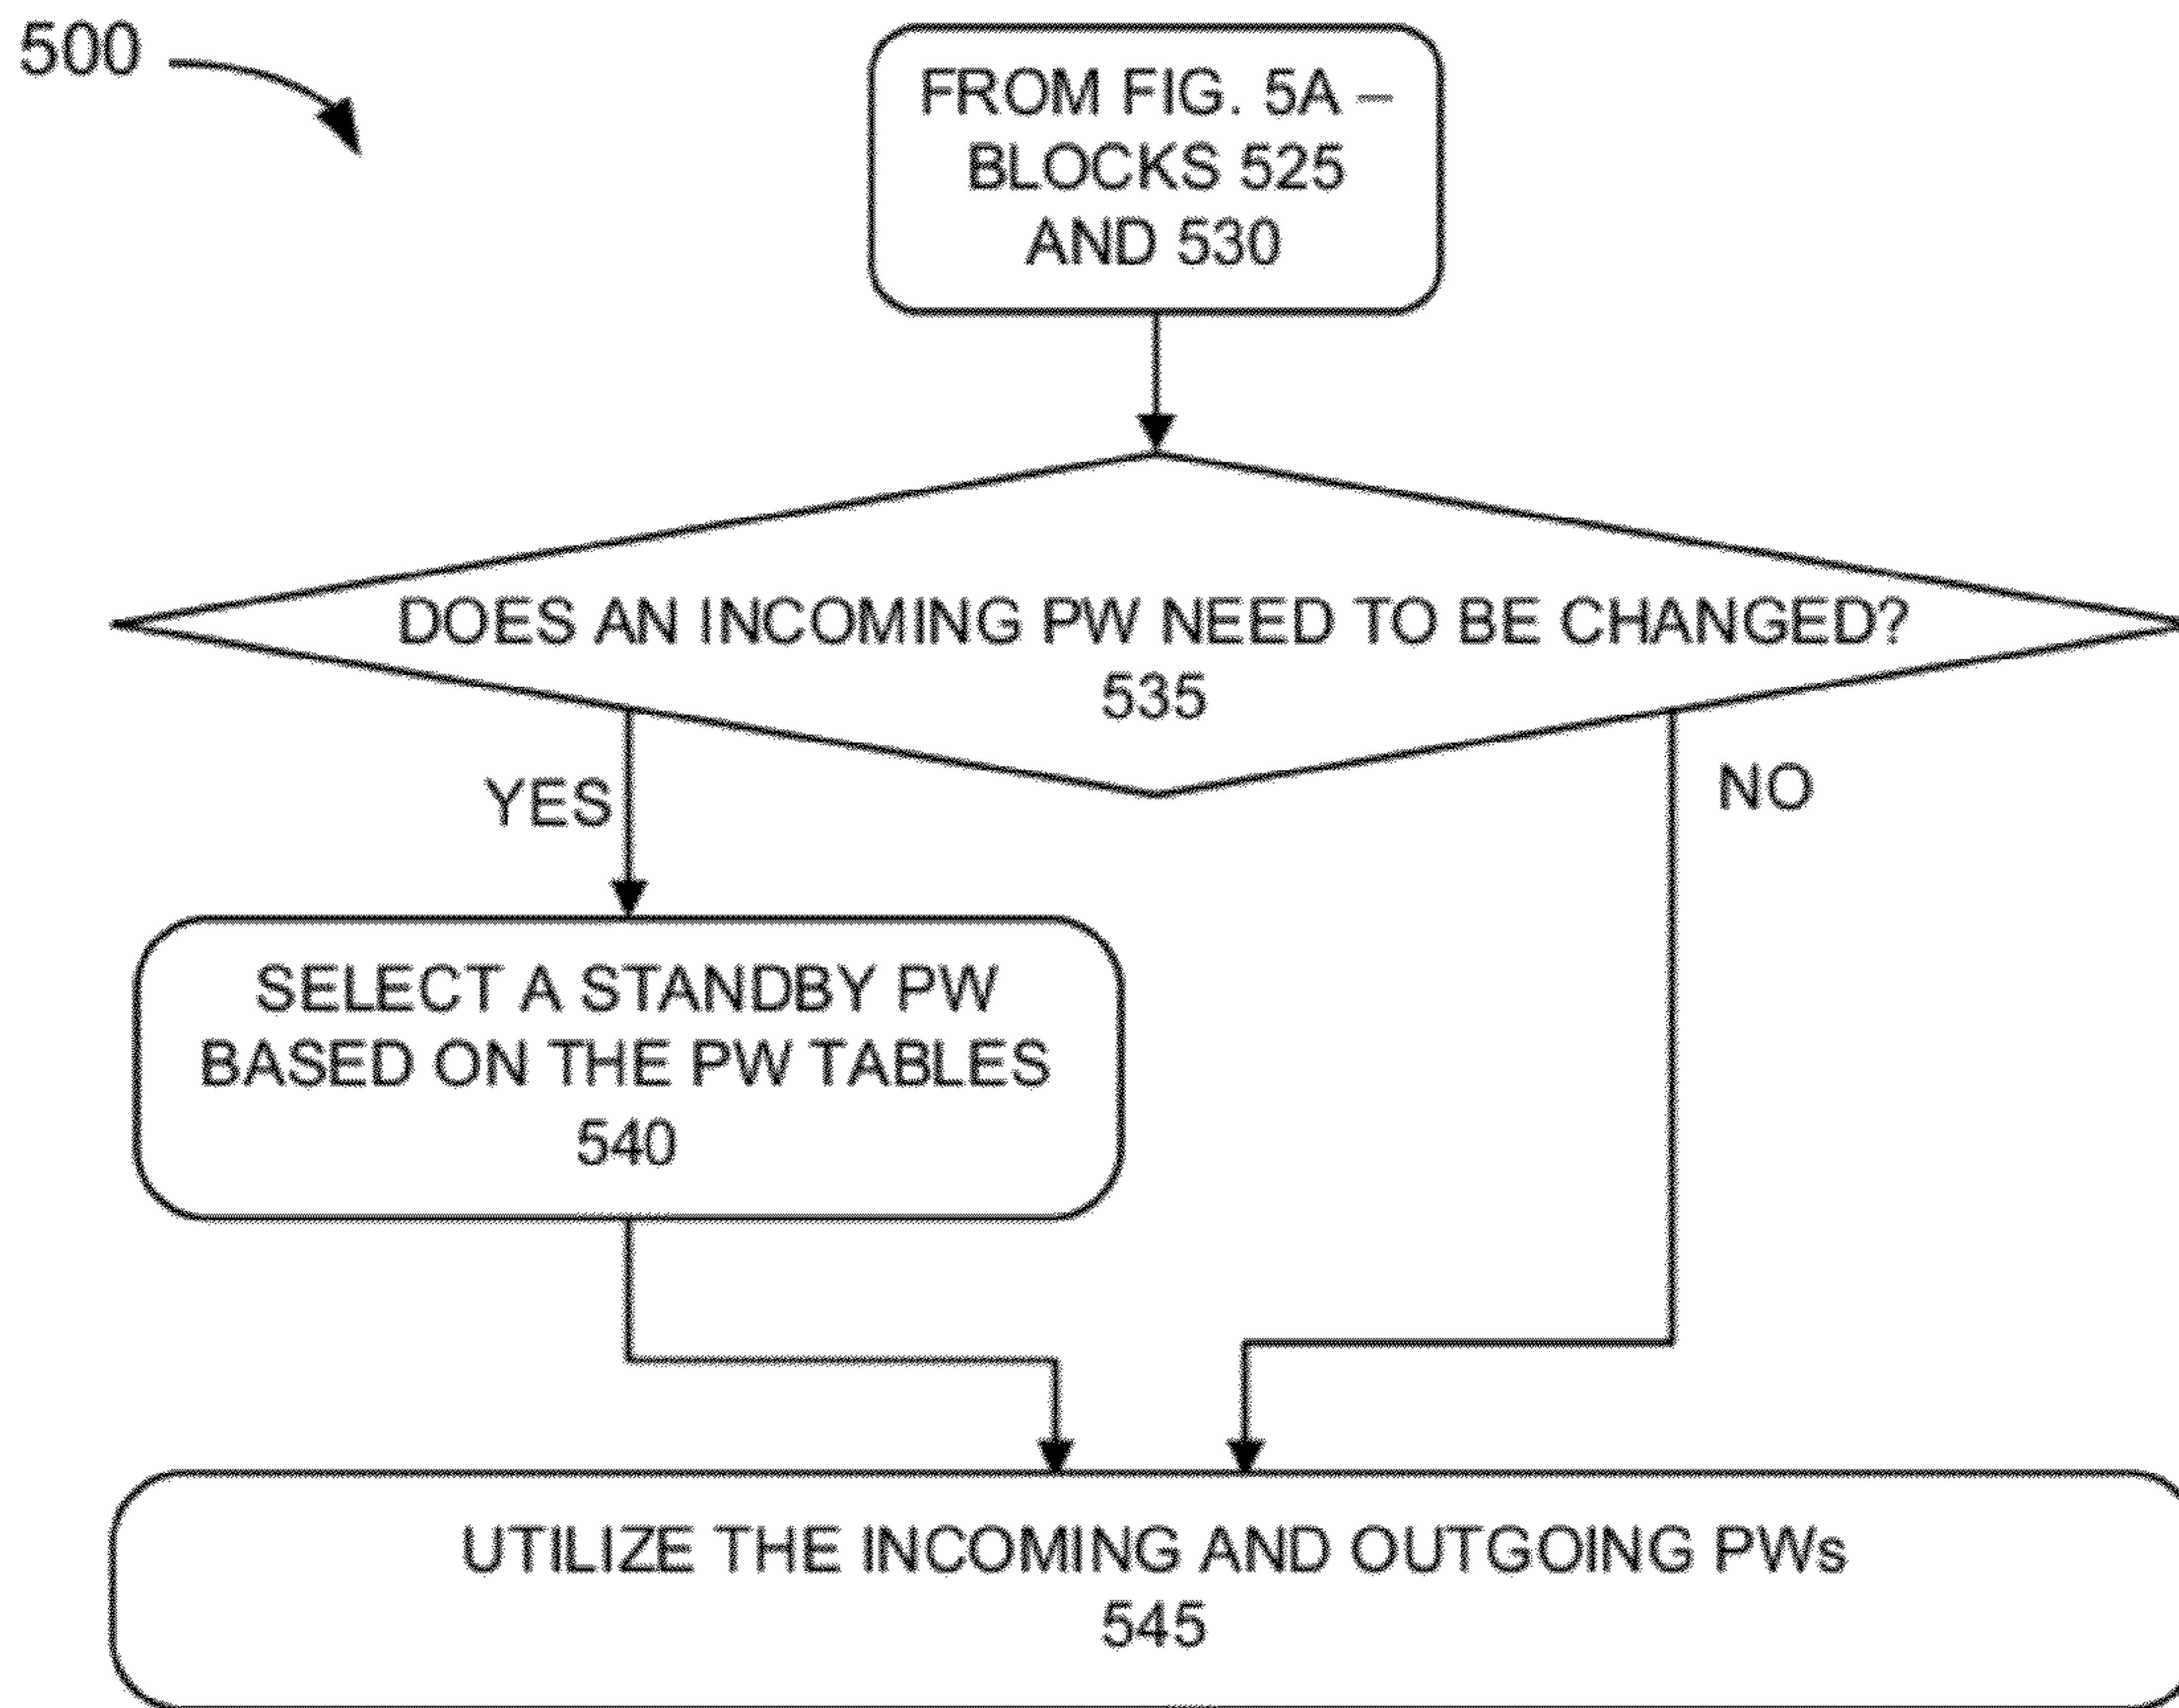 500
FROM FIG. 5A –
BLOCKS 525
AND 530
DOES AN INCOMING PW NEED TO BE CHANGED?
535
YES
NO
SELECT A STANDBY PW
BASED ON THE PW TABLES
540
UTILIZE THE INCOMING AND OUTGOING PWs
545